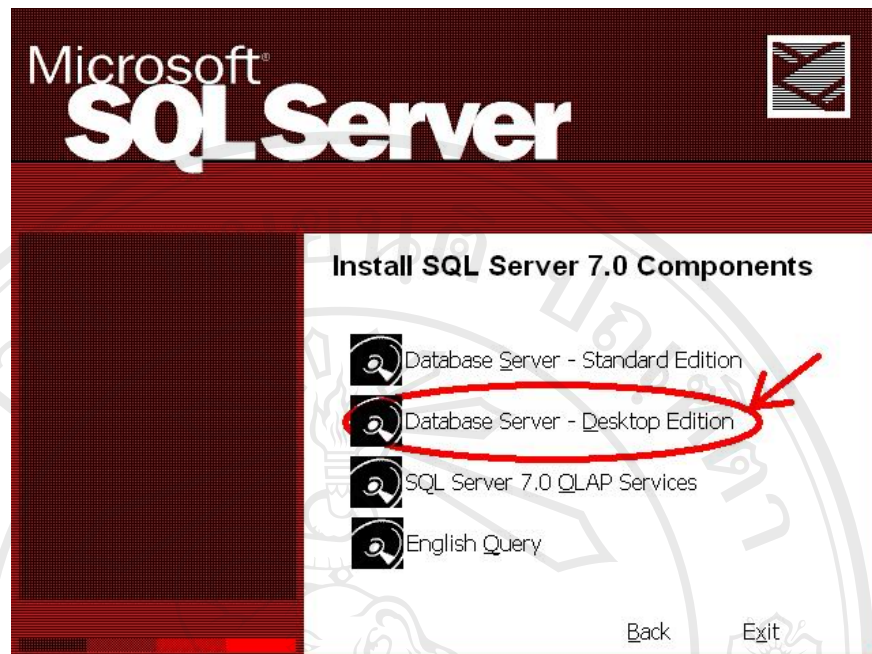 Microsoft®
SQL Server
Install SQL Server 7.0 Components
Database Server - Standard Edition
Database Server - Desktop Edition
SQL Server 7.0 OLAP Services
English Query
Back Exit